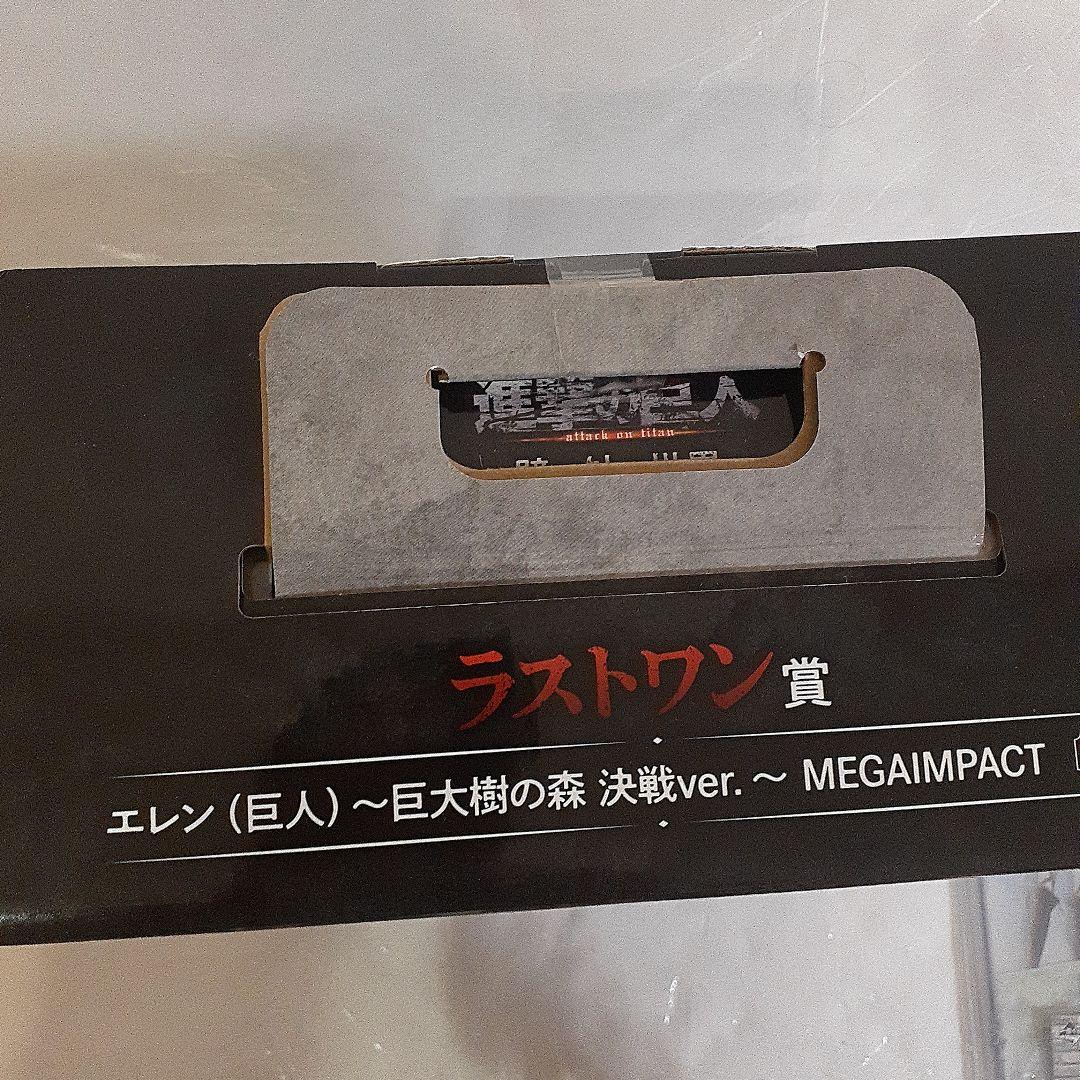 進撃の巨人
attack on titan
ラストワン賞
エレン(巨人)〜巨大樹の森 決戦ver.〜 MEGAIMPACT